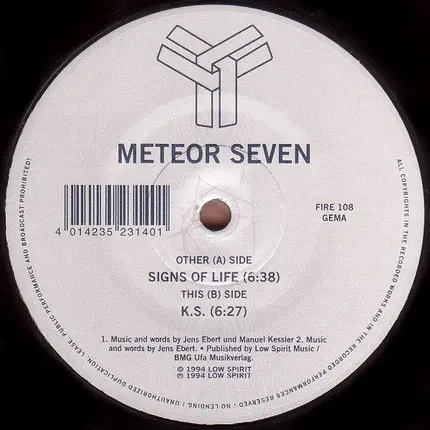 METEOR SEVEN
4 014235 231401
FIRE 108
GEMA
OTHER (A) SIDE
SIGNS OF LIFE (6:38)
THIS (B) SIDE
K.S. (6:27)
1. Music and words by Jens Ebert und Manuel Kessler 2. Music
and words by Jens Ebert. • Published by Low Spirit Music /
BMG Ufa Musikverlag.
© 1994 LOW SPIRIT
℗ 1994 LOW SPIRIT
ALL COPYRIGHTS IN THE RECORDED WORKS AND IN THE RECORDED PERFORMANCES RESERVED • NO LENDING / UNAUTHORIZED DUPLICATION, LEASE, PUBLIC PERFORMANCE AND BROADCAST PROHIBITED!